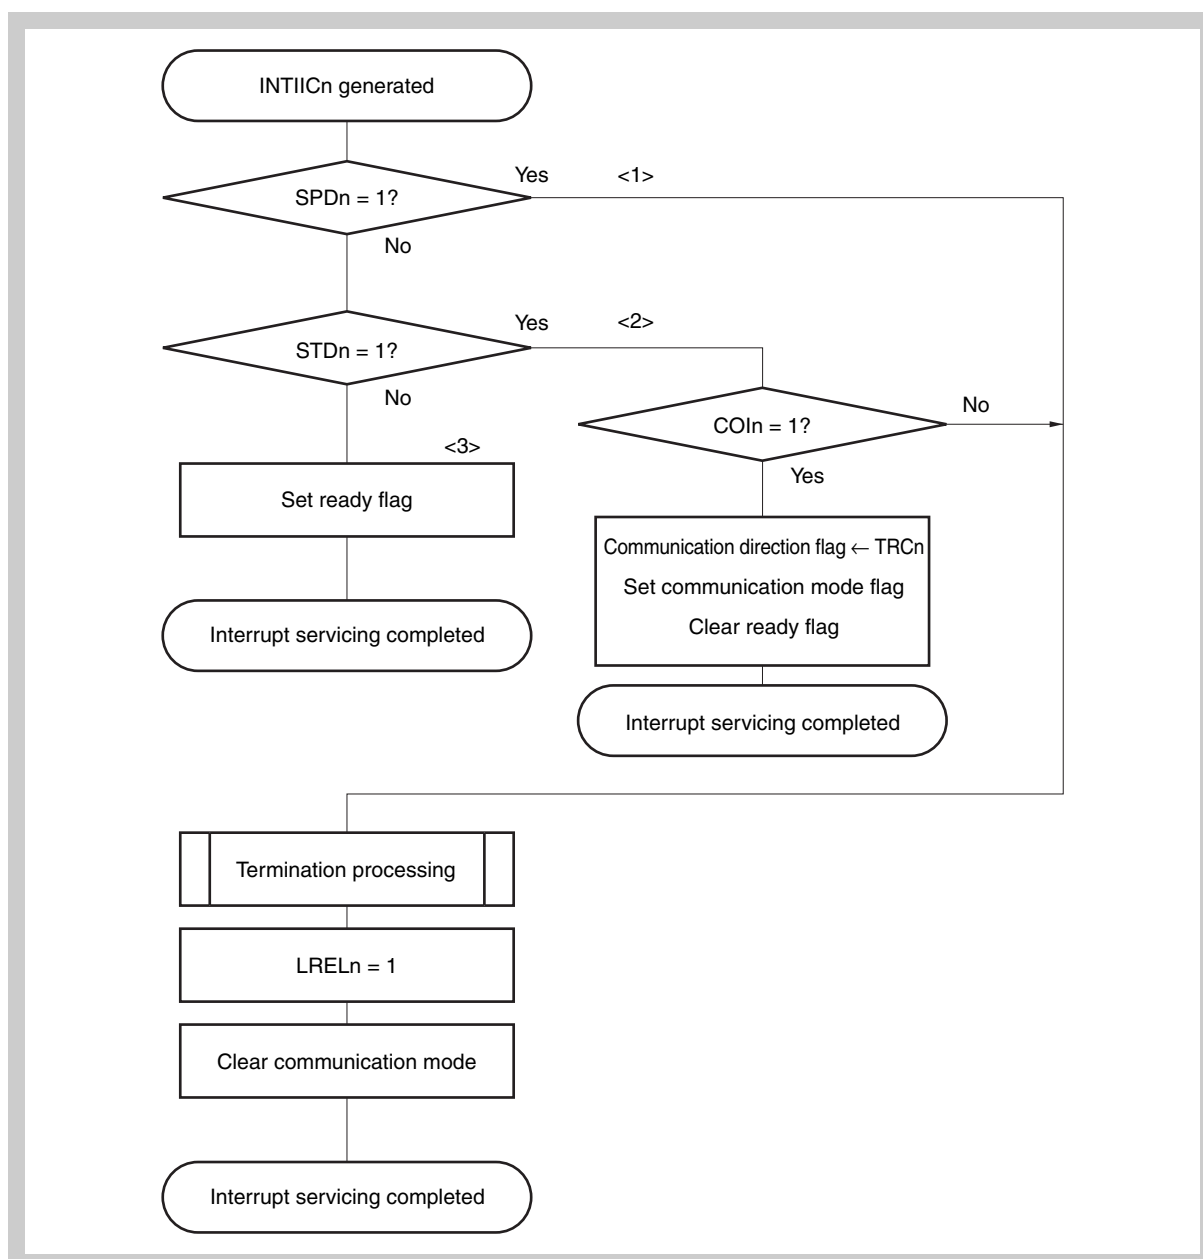 INTIICn generated
Yes
<1>
SPDn = 1?
No
Yes
<2>
STDn = 1?
No
No
COIn = 1?
<3>
Yes
Set ready flag
Communication direction flag ← TRCn
Set communication mode flag
Clear ready flag
Interrupt servicing completed
Interrupt servicing completed
Termination processing
LRELn = 1
Clear communication mode
Interrupt servicing completed